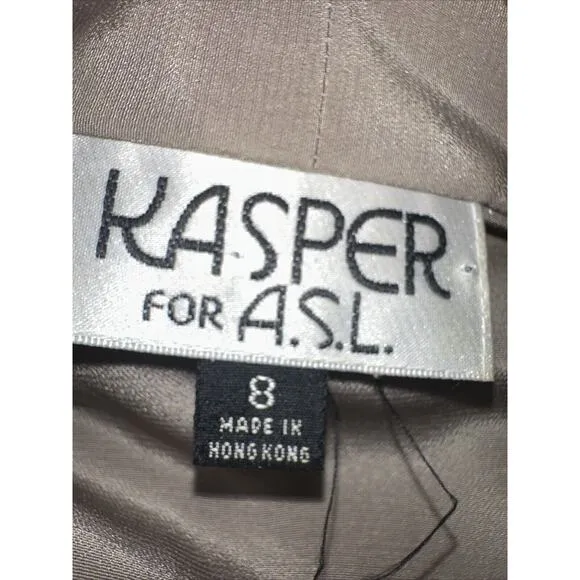 KASPER
FOR A.S.L.
8
MADE IN
HONG KONG